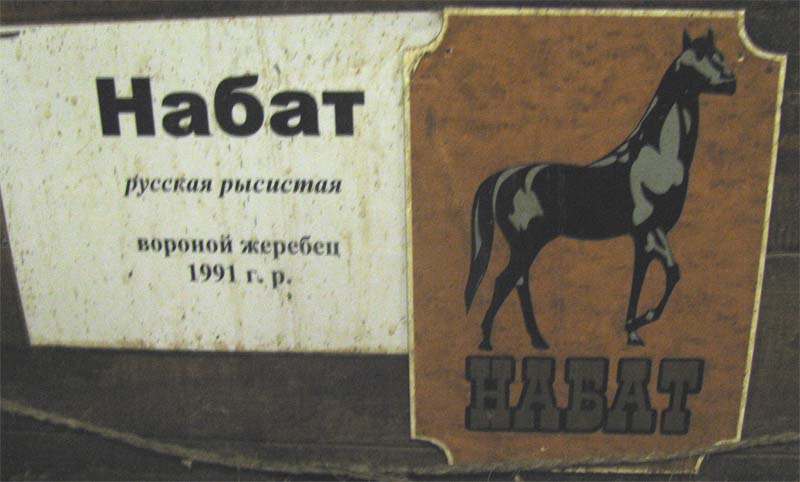 Набат
русская рысистая
вороной жеребец
1991 г. р.
НАБАТ